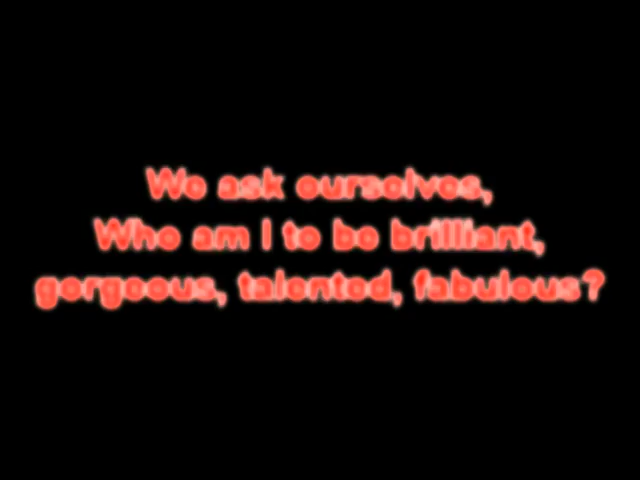 We ask ourselves,
Who am I to be brilliant,
gorgeous, talented, fabulous?